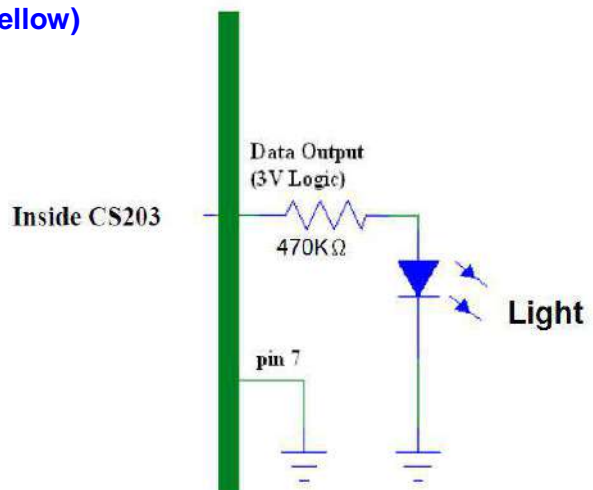 ellow)
Data Output
(3V Logic)
Inside CS203
470KΩ
Light
pin 7